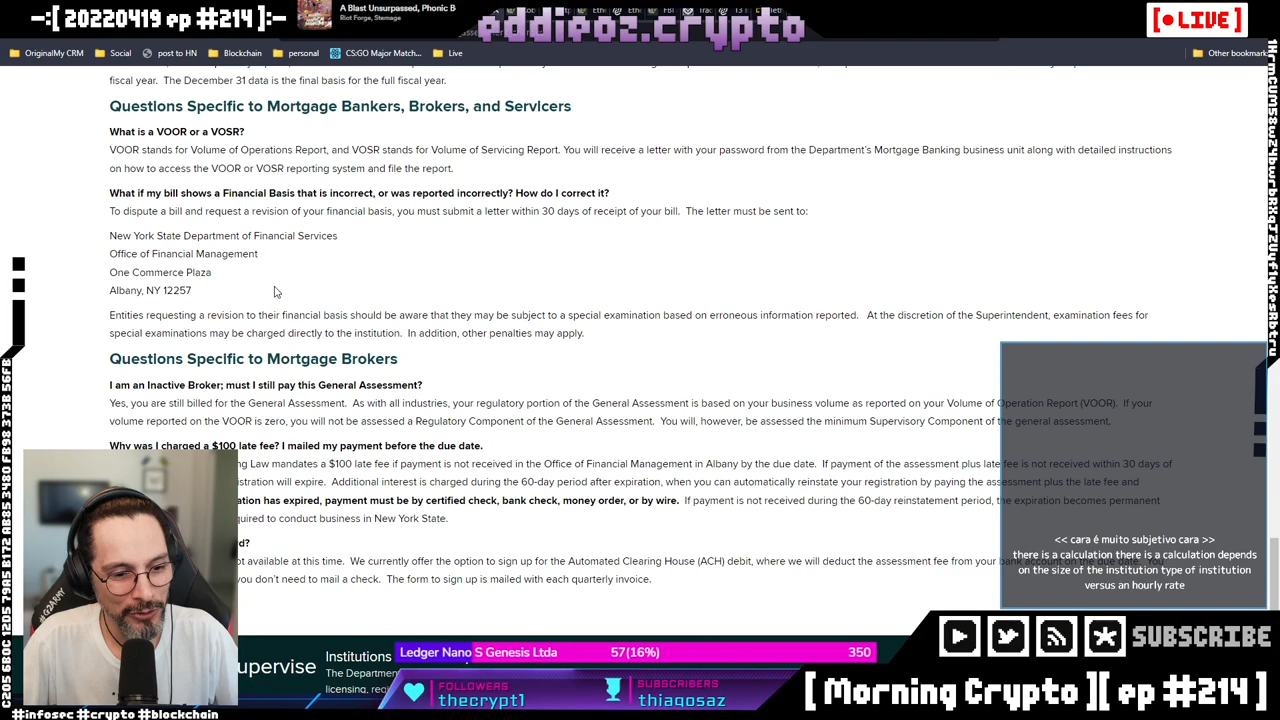 -:[ 20220419 ep #214 ]:-
A Blast Unsurpassed, Phonic B
Riot Forge, Stemage
eddieoz.crypto
[ •LIVE ]
OriginalMy CRM
Social
post to HN
Blockchain
personal
CS:GO Major Match...
Live
Other bookmark
fiscal year. The December 31 data is the final basis for the full fiscal year.
Questions Specific to Mortgage Bankers, Brokers, and Servicers
What is a VOOR or a VOSR?
VOOR stands for Volume of Operations Report, and VOSR stands for Volume of Servicing Report. You will receive a letter with your password from the Department's Mortgage Banking business unit along with detailed instructions
on how to access the VOOR or VOSR reporting system and file the report.
What if my bill shows a Financial Basis that is incorrect, or was reported incorrectly? How do I correct it?
To dispute a bill and request a revision of your financial basis, you must submit a letter within 30 days of receipt of your bill. The letter must be sent to:
New York State Department of Financial Services
Office of Financial Management
One Commerce Plaza
Albany, NY 12257
Entities requesting a revision to their financial basis should be aware that they may be subject to a special examination based on erroneous information reported. At the discretion of the Superintendent, examination fees for
special examinations may be charged directly to the institution. In addition, other penalties may apply.
Questions Specific to Mortgage Brokers
I am an Inactive Broker; must I still pay this General Assessment?
Yes, you are still billed for the General Assessment. As with all industries, your regulatory portion of the General Assessment is based on your business volume as reported on your Volume of Operation Report (VOOR). If your
volume reported on the VOOR is zero, you will not be assessed a Regulatory Component of the General Assessment. You will, however, be assessed the minimum Supervisory Component of the general assessment.
Why was I charged a $100 late fee? I mailed my payment before the due date.
ng Law mandates a $100 late fee if payment is not received in the Office of Financial Management in Albany by the due date. If payment of the assessment plus late fee is not received within 30 days of
istration will expire. Additional interest is charged during the 60-day period after expiration, when you can automatically reinstate your registration by paying the assessment plus the late fee and
ation has expired, payment must be by certified check, bank check, money order, or by wire. If payment is not received during the 60-day reinstatement period, the expiration becomes permanent
quired to conduct business in New York State.
d?
ot available at this time. We currently offer the option to sign up for the Automated Clearing House (ACH) debit, where we will deduct the assessment fee from your bank account on the due date. You
you don't need to mail a check. The form to sign up is mailed with each quarterly invoice.
<< cara é muito subjetivo cara >>
there is a calculation there is a calculation depends
on the size of the institution type of institution
versus an hourly rate
upervise
Institutions
The Department
licensing, reg
Ledger Nano S Genesis Ltda 57(16%) 350
FOLLOWERS
thecrypt1
SUBSCRIBERS
thiagosaz
SUBSCRIBE
[ Morning Crypto ][ ep #214 ]
#infosec #crypto #blockchain